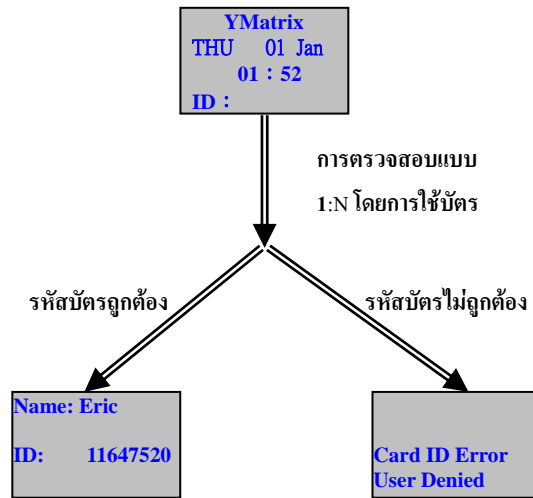 YMatrix
THU 01 Jan
01 : 52
ID :
การตรวจสอบแบบ
1:N โดยการใช้บัตร
รหัสบัตรถูกต้อง
รหัสบัตรไม่ถูกต้อง
Name: Eric
ID: 11647520
Card ID Error
User Denied